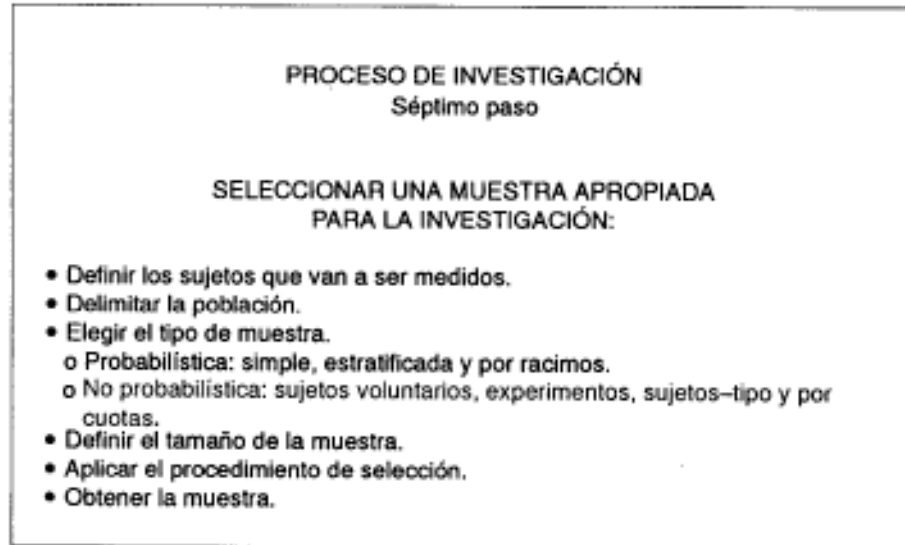 PROCESO DE INVESTIGACIÓN
Séptimo paso
SELECCIONAR UNA MUESTRA APROPIADA
PARA LA INVESTIGACIÓN:
• Definir los sujetos que van a ser medidos.
• Delimitar la población.
• Elegir el tipo de muestra.
o Probabilística: simple, estratificada y por racimos.
o No probabilística: sujetos voluntarios, experimentos, sujetos–tipo y por
cuotas.
• Definir el tamaño de la muestra.
• Aplicar el procedimiento de selección.
• Obtener la muestra.